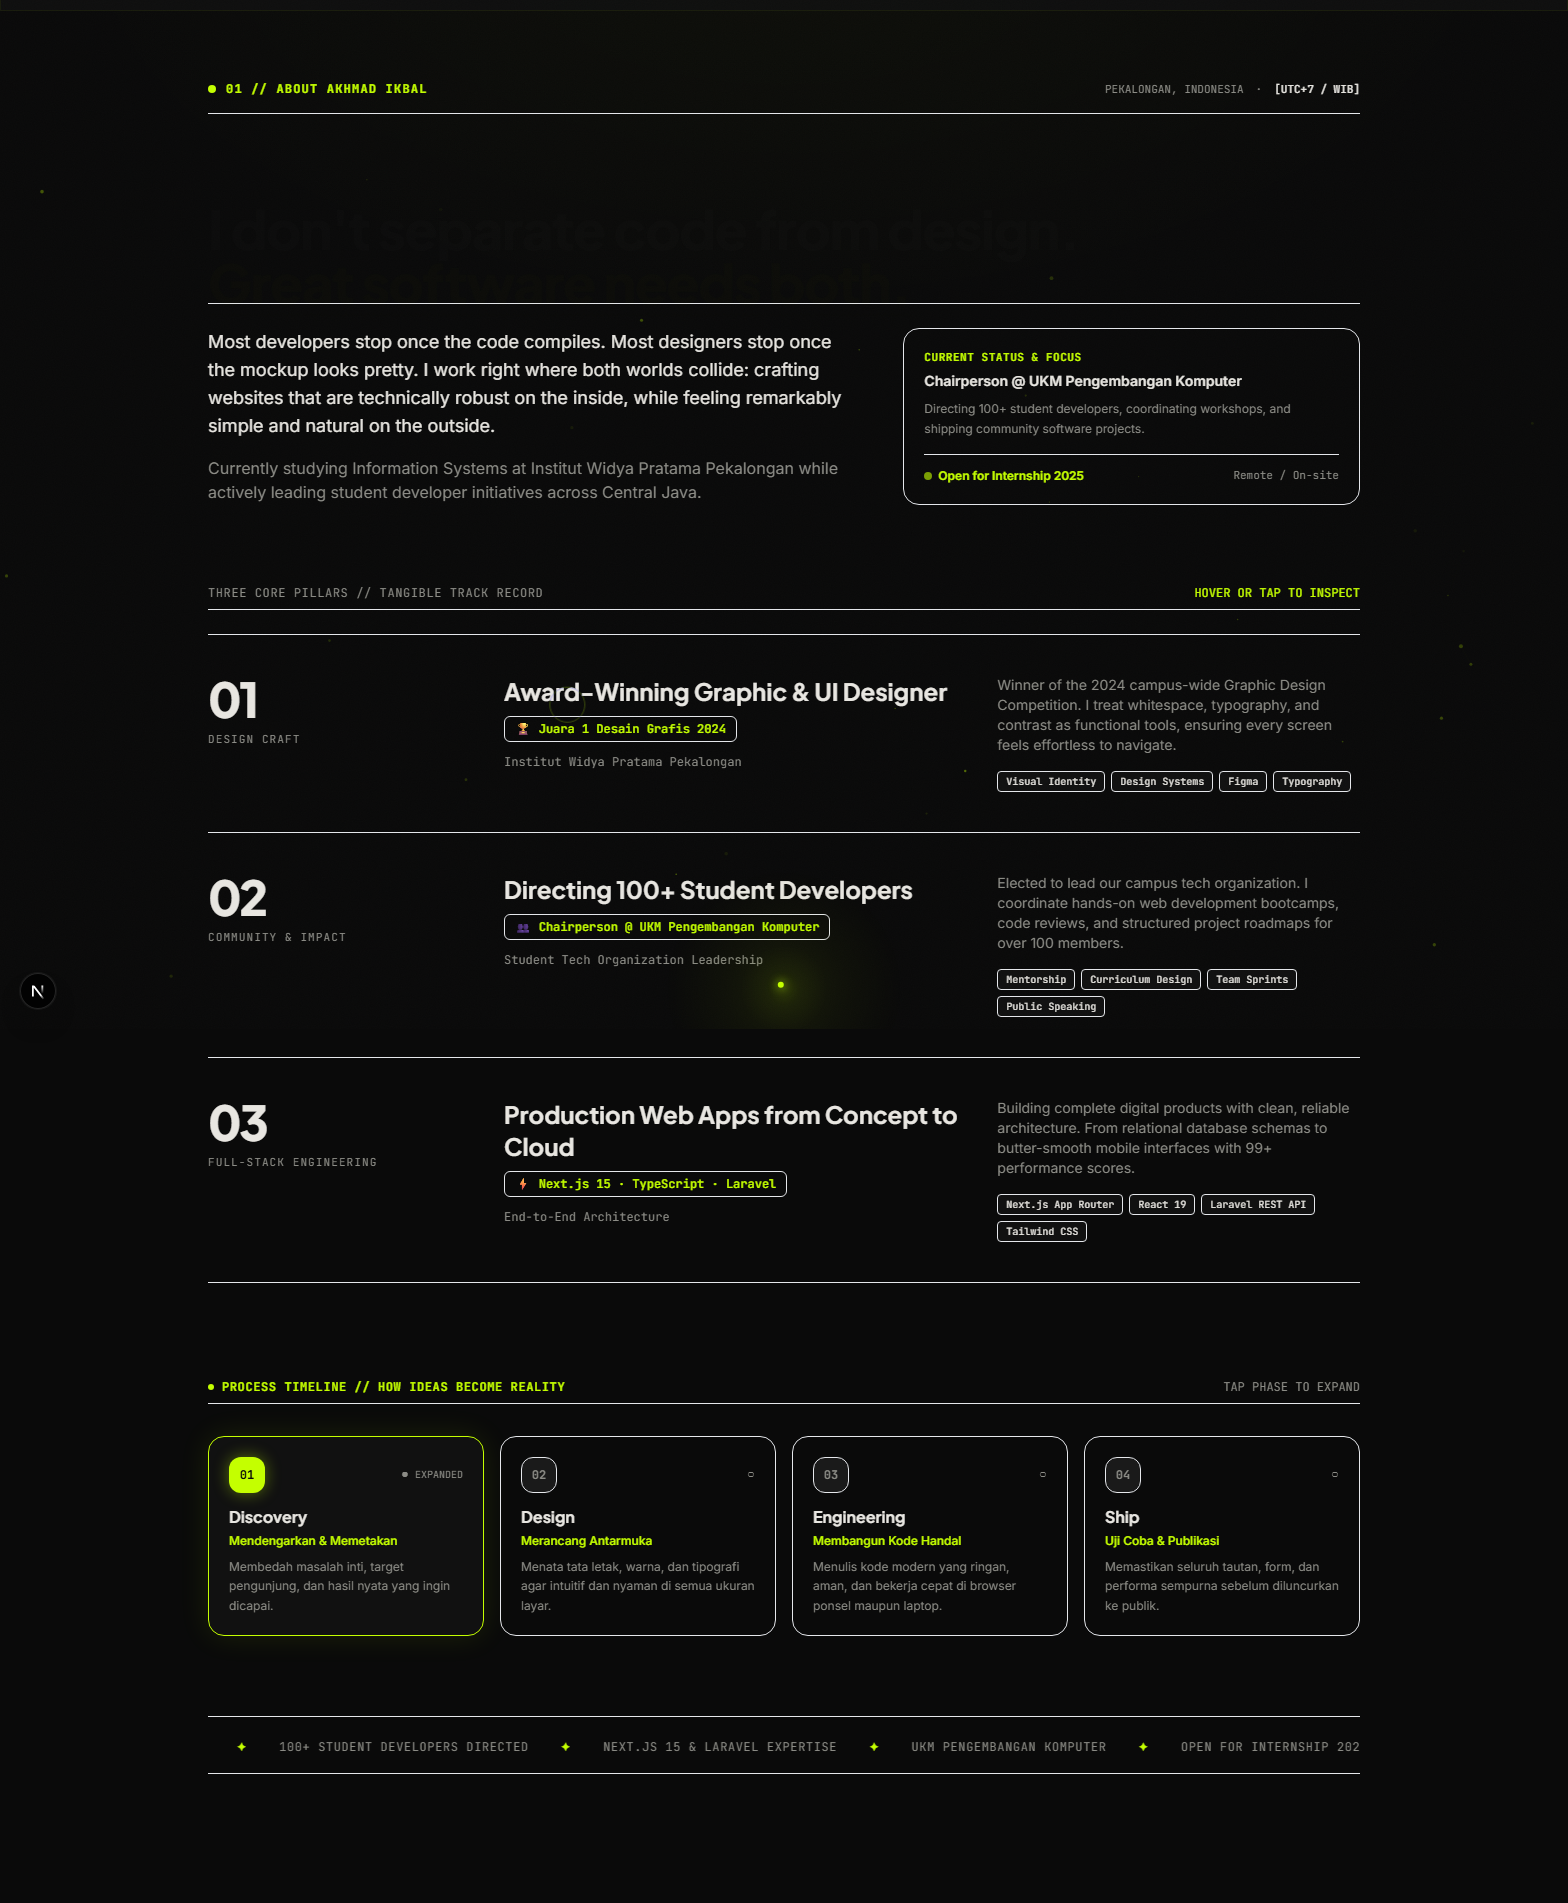 01 // ABOUT AKHMAD IKBAL
PEKALONGAN, INDONESIA · [UTC+7 / WIB]
I don't separate code from design.
Great software needs both
Most developers stop once the code compiles. Most designers stop once
the mockup looks pretty. I work right where both worlds collide: crafting
websites that are technically robust on the inside, while feeling remarkably
simple and natural on the outside.
Currently studying Information Systems at Institut Widya Pratama Pekalongan while
actively leading student developer initiatives across Central Java.
CURRENT STATUS & FOCUS
Chairperson @ UKM Pengembangan Komputer
Directing 100+ student developers, coordinating workshops, and
shipping community software projects.
Open for Internship 2025
Remote / On-site
THREE CORE PILLARS // TANGIBLE TRACK RECORD
HOVER OR TAP TO INSPECT
01
DESIGN CRAFT
Award-Winning Graphic & UI Designer
🏆 Juara 1 Desain Grafis 2024
Institut Widya Pratama Pekalongan
Winner of the 2024 campus-wide Graphic Design
Competition. I treat whitespace, typography, and
contrast as functional tools, ensuring every screen
feels effortless to navigate.
Visual Identity
Design Systems
Figma
Typography
02
COMMUNITY & IMPACT
Directing 100+ Student Developers
👥 Chairperson @ UKM Pengembangan Komputer
Student Tech Organization Leadership
Elected to lead our campus tech organization. I
coordinate hands-on web development bootcamps,
code reviews, and structured project roadmaps for
over 100 members.
Mentorship
Curriculum Design
Team Sprints
Public Speaking
N
03
FULL-STACK ENGINEERING
Production Web Apps from Concept to
Cloud
⚡ Next.js 15 · TypeScript · Laravel
End-to-End Architecture
Building complete digital products with clean, reliable
architecture. From relational database schemas to
butter-smooth mobile interfaces with 99+
performance scores.
Next.js App Router
React 19
Laravel REST API
Tailwind CSS
PROCESS TIMELINE // HOW IDEAS BECOME REALITY
TAP PHASE TO EXPAND
01
● EXPANDED
Discovery
Mendengarkan & Memetakan
Membedah masalah inti, target
pengunjung, dan hasil nyata yang ingin
dicapai.
02
Design
Merancang Antarmuka
Menata tata letak, warna, dan tipografi
agar intuitif dan nyaman di semua ukuran
layar.
03
Engineering
Membangun Kode Handal
Menulis kode modern yang ringan,
aman, dan bekerja cepat di browser
ponsel maupun laptop.
04
Ship
Uji Coba & Publikasi
Memastikan seluruh tautan, form, dan
performa sempurna sebelum diluncurkan
ke publik.
✦ 100+ STUDENT DEVELOPERS DIRECTED ✦ NEXT.JS 15 & LARAVEL EXPERTISE ✦ UKM PENGEMBANGAN KOMPUTER ✦ OPEN FOR INTERNSHIP 202